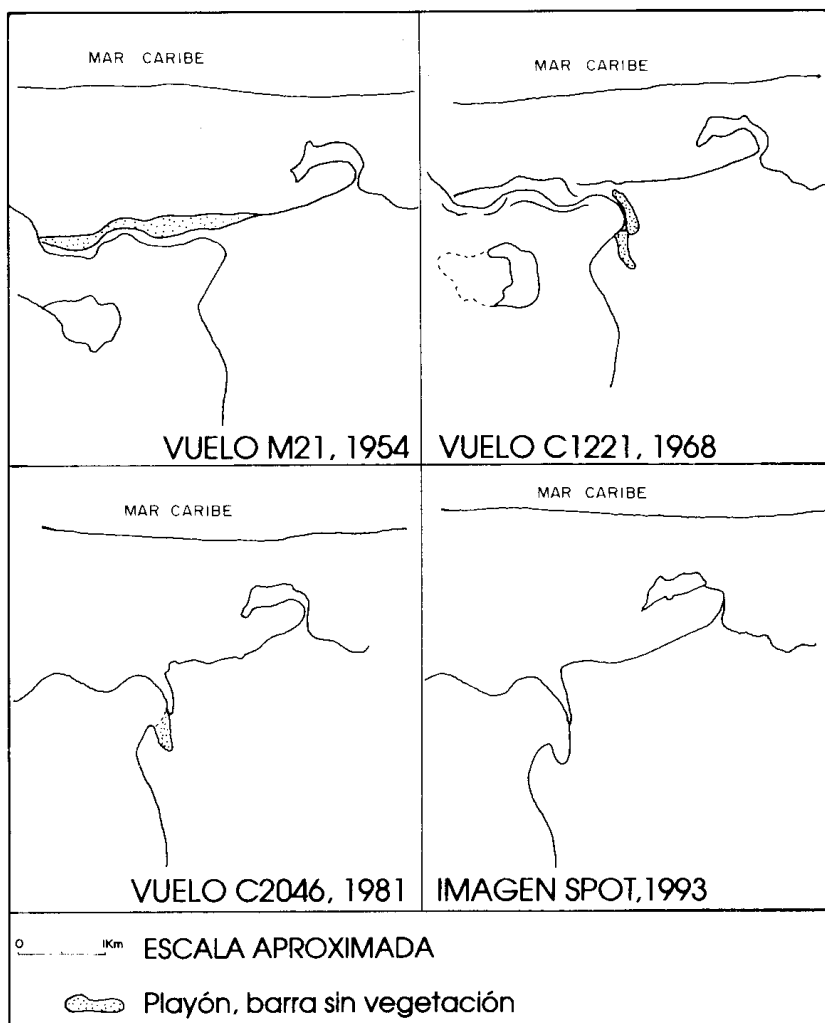 MAR CARIBE
VUELO M21, 1954
MAR CARIBE
VUELO C1221, 1968
MAR CARIBE
VUELO C2046, 1981
MAR CARIBE
IMAGEN SPOT,1993
0 1Km ESCALA APROXIMADA
Playón, barra sin vegetación